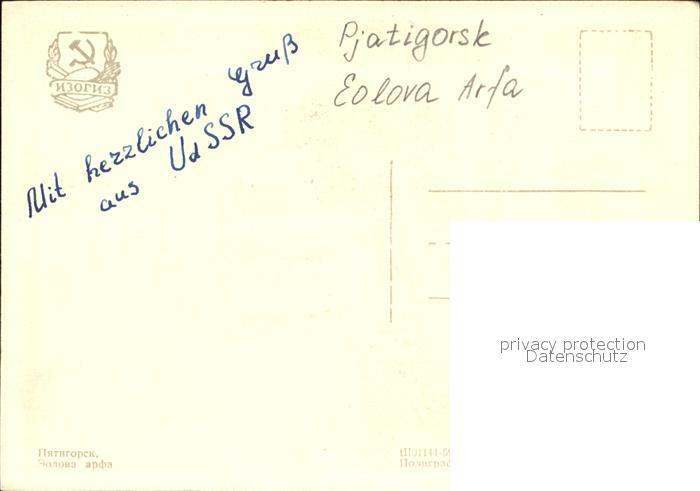 ИЗОГИЗ
Mit herzlichen Gruß
aus UdSSR
Pjatigorsk
Eolova Arfa
privacy protection
Datenschutz
Пятигорск.
Эолова арфа